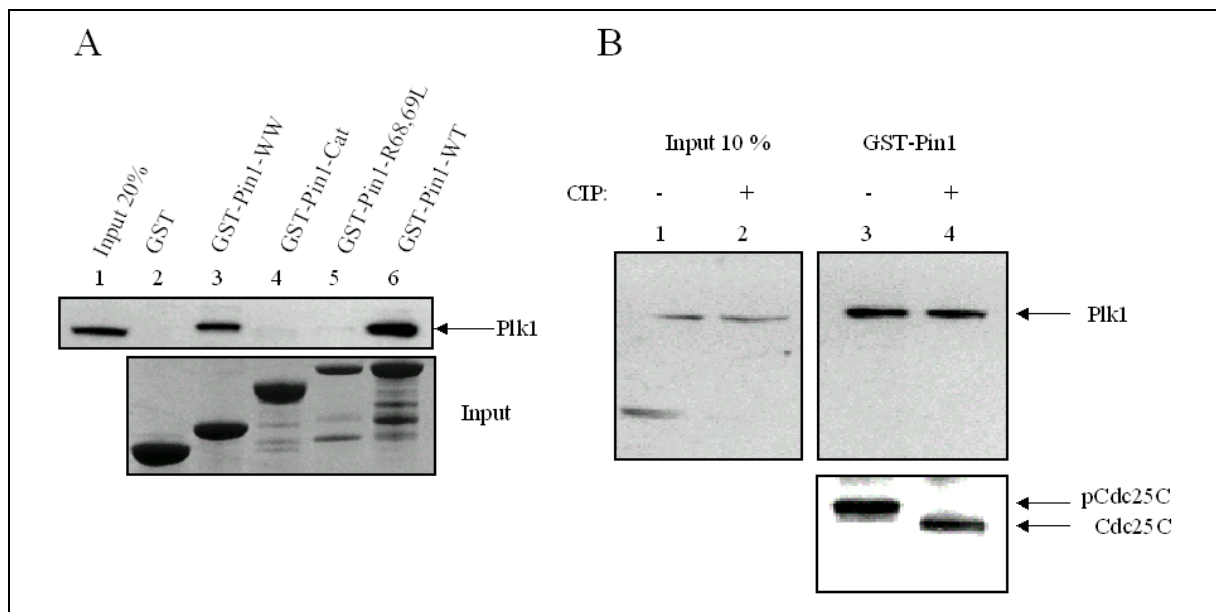 A
Input 20%
GST
GST-Pin1-WW
GST-Pin1-Cat
GST-Pin1-R68,69L
GST-Pin1-WT
1 2 3 4 5 6
Plk1
Input
B
Input 10 % GST-Pin1
CIP: - + - +
1 2 3 4
Plk1
pCdc25C
Cdc25C